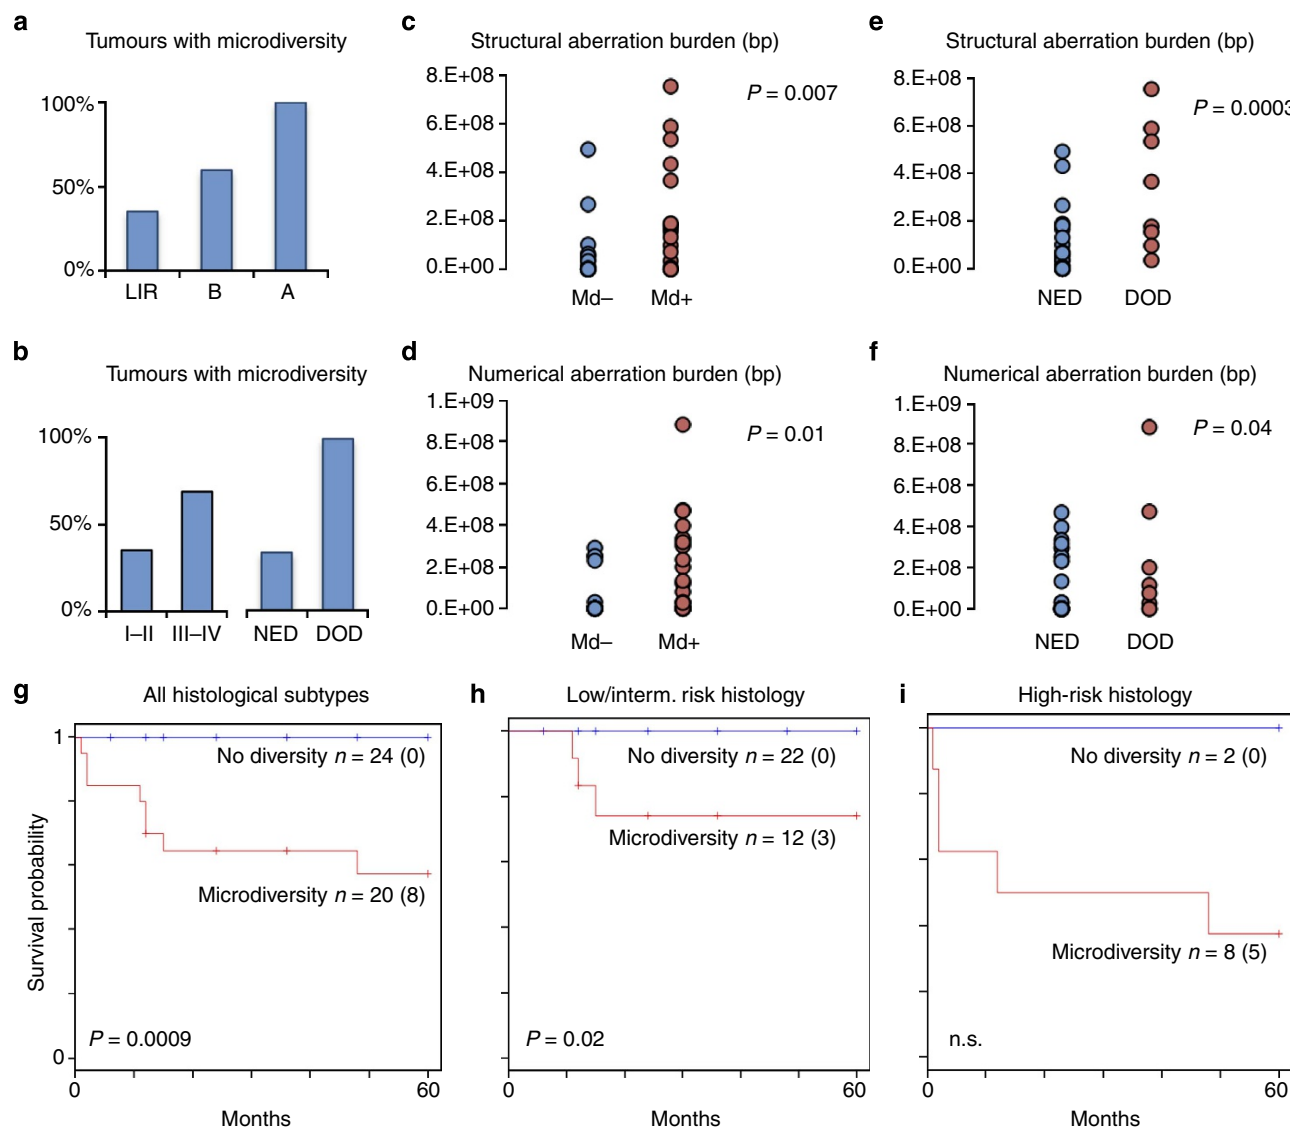 a
Tumours with microdiversity
100%
50%
0%
LIR B A
b
Tumours with microdiversity
100%
50%
0%
I–II III–IV NED DOD
c
Structural aberration burden (bp)
8.E+08
6.E+08
4.E+08
2.E+08
0.E+00
P = 0.007
Md– Md+
d
Numerical aberration burden (bp)
1.E+09
8.E+08
6.E+08
4.E+08
2.E+08
0.E+00
P = 0.01
Md– Md+
e
Structural aberration burden (bp)
8.E+08
6.E+08
4.E+08
2.E+08
0.E+00
P = 0.0003
NED DOD
f
Numerical aberration burden (bp)
1.E+09
8.E+08
6.E+08
4.E+08
2.E+08
0.E+00
P = 0.04
NED DOD
g
All histological subtypes
Survival probability
1
0
No diversity n = 24 (0)
Microdiversity n = 20 (8)
P = 0.0009
0 60
Months
h
Low/interm. risk histology
No diversity n = 22 (0)
Microdiversity n = 12 (3)
P = 0.02
0 60
Months
i
High-risk histology
No diversity n = 2 (0)
Microdiversity n = 8 (5)
n.s.
0 60
Months